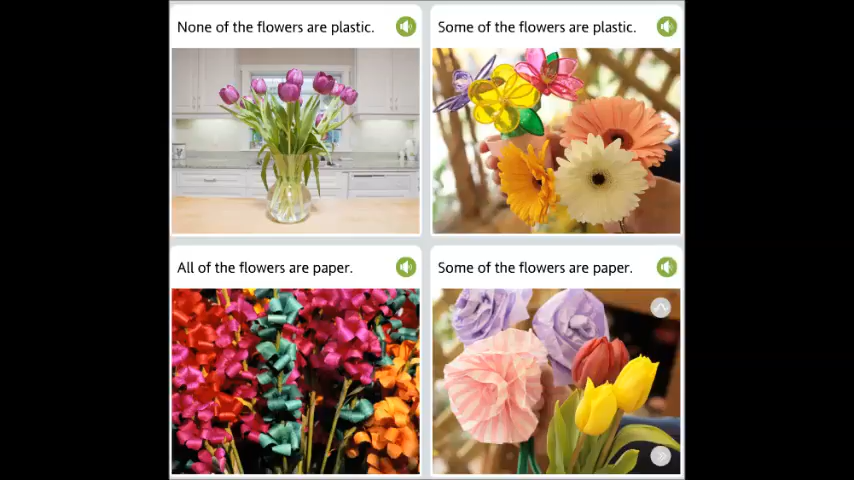 None of the flowers are plastic.
Some of the flowers are plastic.
All of the flowers are paper.
Some of the flowers are paper.